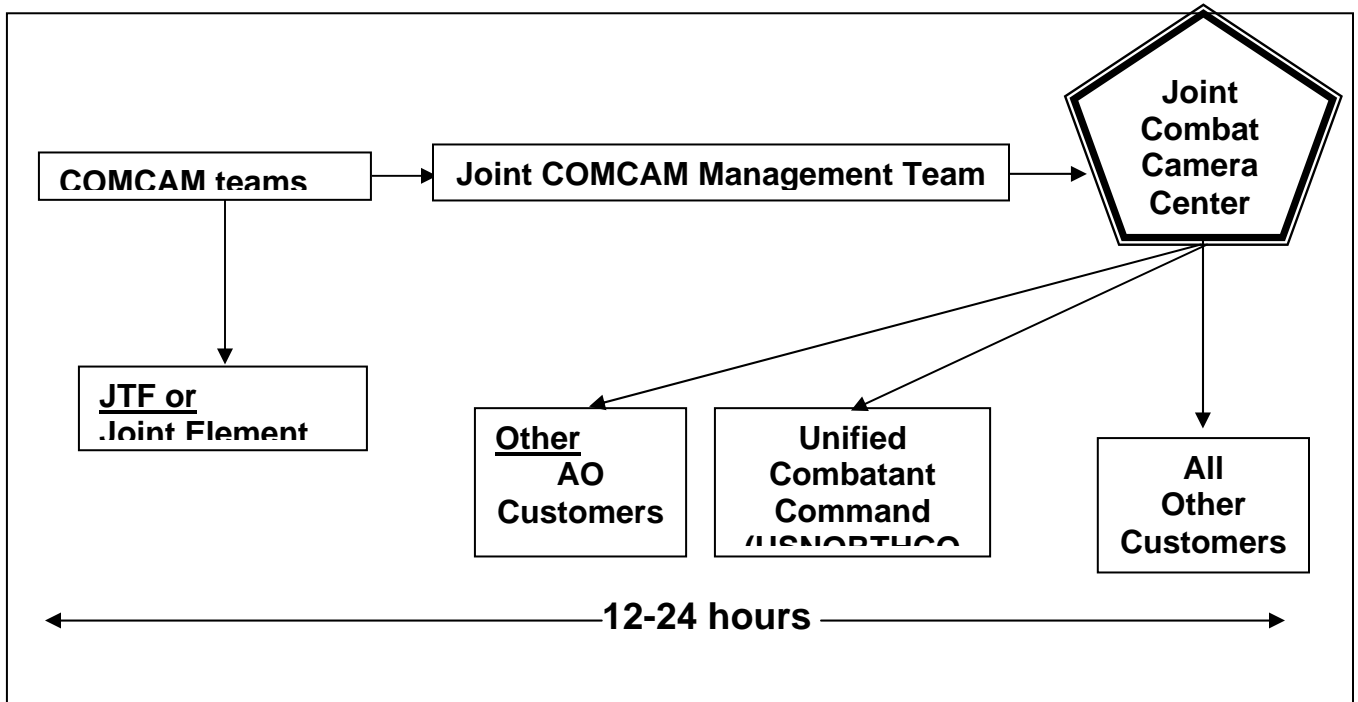 Joint
Combat
Camera
Center
COMCAM teams
Joint COMCAM Management Team
JTF or
Joint Element
Other
AO
Customers
Unified
Combatant
Command
(USNORTHCO
All
Other
Customers
12-24 hours